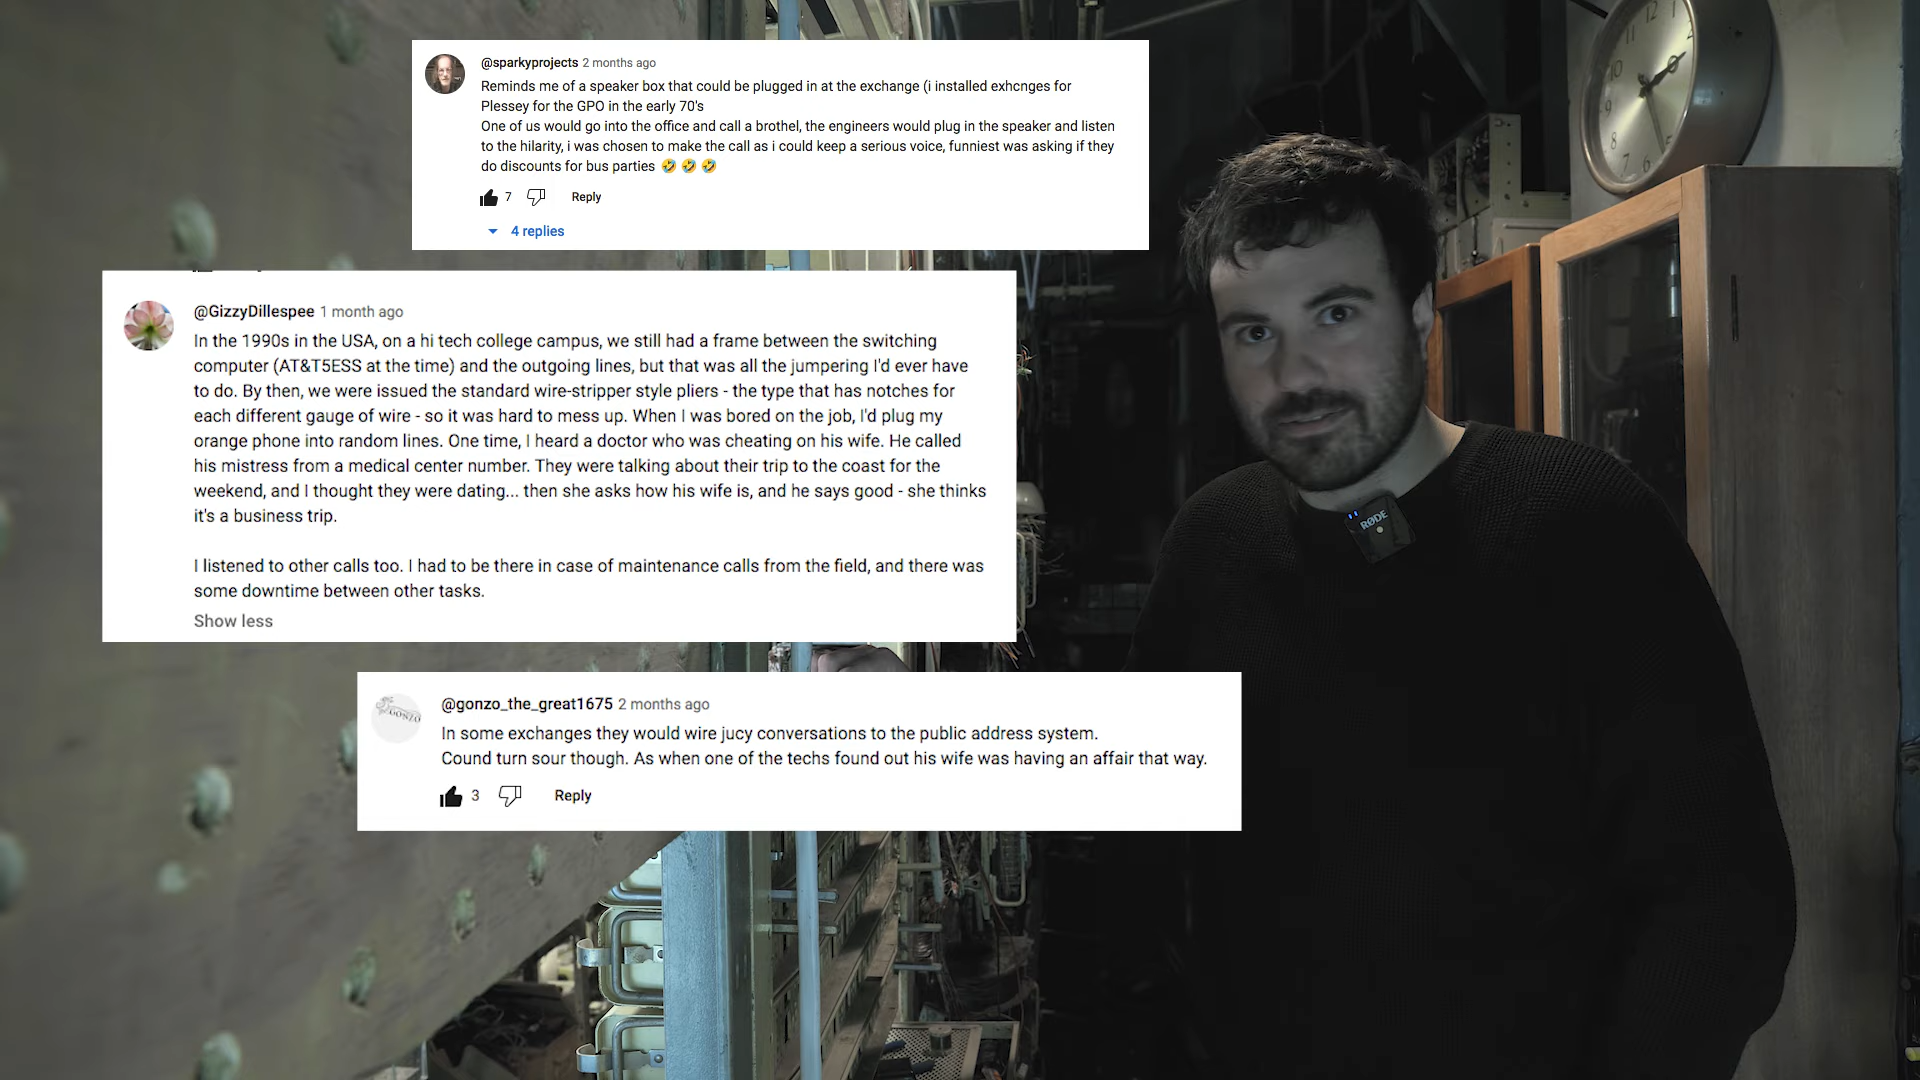 @sparkyprojects 2 months ago
Reminds me of a speaker box that could be plugged in at the exchange (i installed exhcnges for
Plessey for the GPO in the early 70's
One of us would go into the office and call a brothel, the engineers would plug in the speaker and listen
to the hilarity, i was chosen to make the call as i could keep a serious voice, funniest was asking if they
do discounts for bus parties 🤣 🤣 🤣
7 Reply
4 replies
@GizzyDillespee 1 month ago
In the 1990s in the USA, on a hi tech college campus, we still had a frame between the switching
computer (AT&T5ESS at the time) and the outgoing lines, but that was all the jumpering I'd ever have
to do. By then, we were issued the standard wire-stripper style pliers - the type that has notches for
each different gauge of wire - so it was hard to mess up. When I was bored on the job, I'd plug my
orange phone into random lines. One time, I heard a doctor who was cheating on his wife. He called
his mistress from a medical center number. They were talking about their trip to the coast for the
weekend, and I thought they were dating... then she asks how his wife is, and he says good - she thinks
it's a business trip.
I listened to other calls too. I had to be there in case of maintenance calls from the field, and there was
some downtime between other tasks.
Show less
@gonzo_the_great1675 2 months ago
GONZO
In some exchanges they would wire jucy conversations to the public address system.
Cound turn sour though. As when one of the techs found out his wife was having an affair that way.
3 Reply
RØDE
12
11
10
9
8
7
6